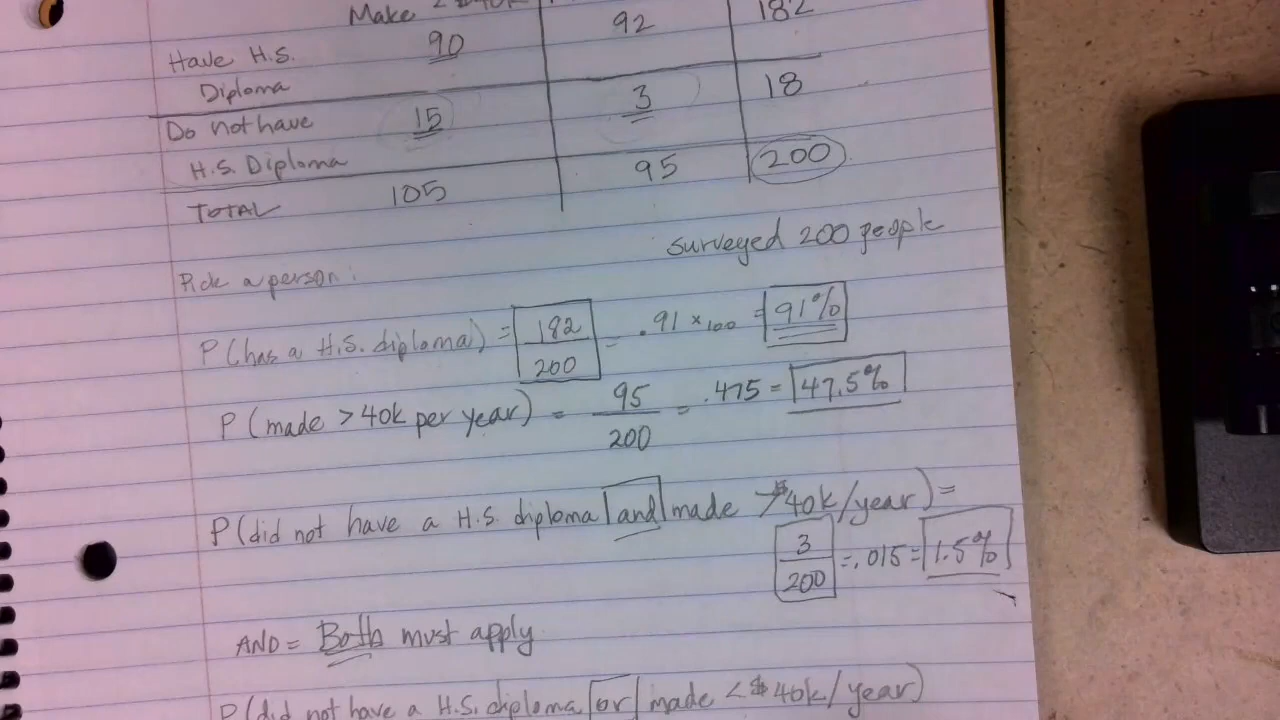 Make < $40k
Have H.S. 90 92 182
Diploma
Do not have 15 3 18
H.S. Diploma
TOTAL 105 95 200
surveyed 200 people
Pick a person:
P(has a H.S. diploma) = 182/200 = .91 × 100 = 91%
P(made >40k per year) = 95/200 = .475 = 47.5%
P(did not have a H.S. diploma and made >$40k/year) =
3/200 = .015 = 1.5%
AND = Both must apply
P(did not have a H.S. diploma or made <$40k/year)